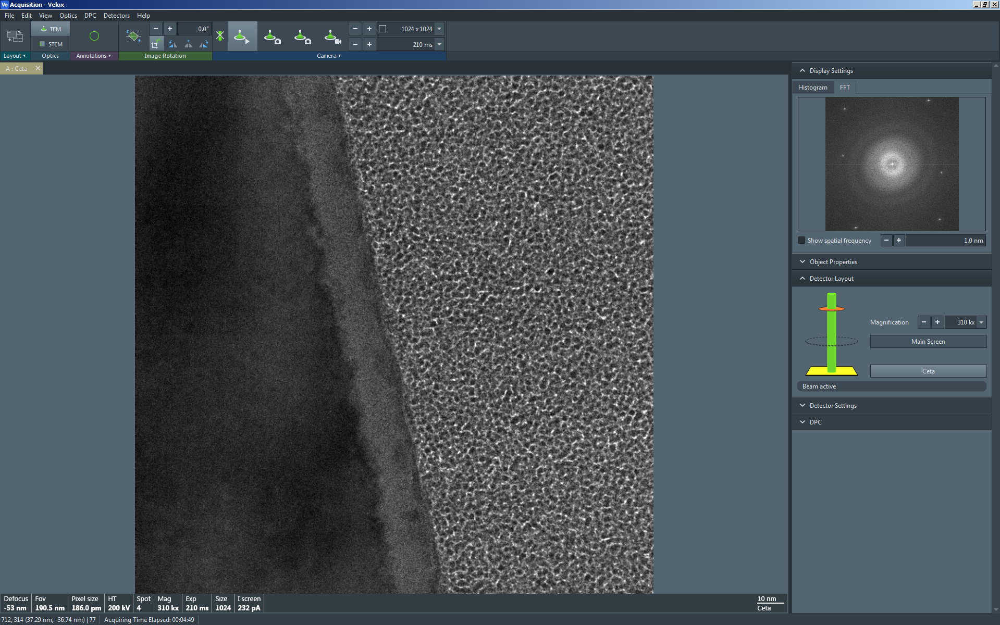 Ve Acquisition - Velox
File Edit View Optics DPC Detectors Help
TEM
STEM
0.0°
1024 x 1024
210 ms
Layout Optics Annotations Image Rotation Camera
A : Ceta
Display Settings
Histogram FFT
Show spatial frequency 1.0 nm
Object Properties
Detector Layout
Magnification 310 kx
Main Screen
Ceta
Beam active
Detector Settings
DPC
Defocus Fov Pixel size HT Spot Mag Exp Size I screen
-53 nm 190.5 nm 186.0 pm 200 kV 4 310 kx 210 ms 1024 232 pA
10 nm
Ceta
712, 314 (37.29 nm, -36.74 nm) | 77 Acquiring Time Elapsed: 00:04:49